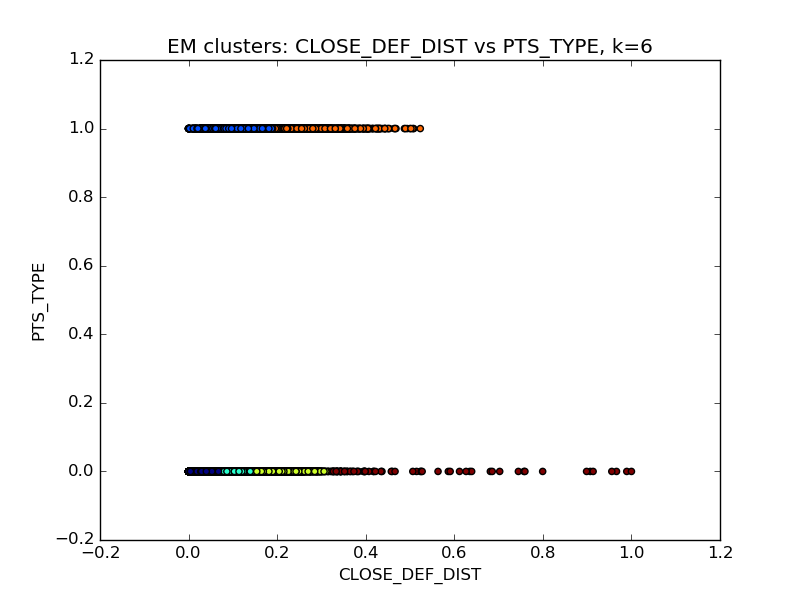 EM clusters: CLOSE_DEF_DIST vs PTS_TYPE, k=6
1.2
1.0
0.8
0.6
0.4
0.2
0.0
−0.2
PTS_TYPE
−0.2 0.0 0.2 0.4 0.6 0.8 1.0 1.2
CLOSE_DEF_DIST